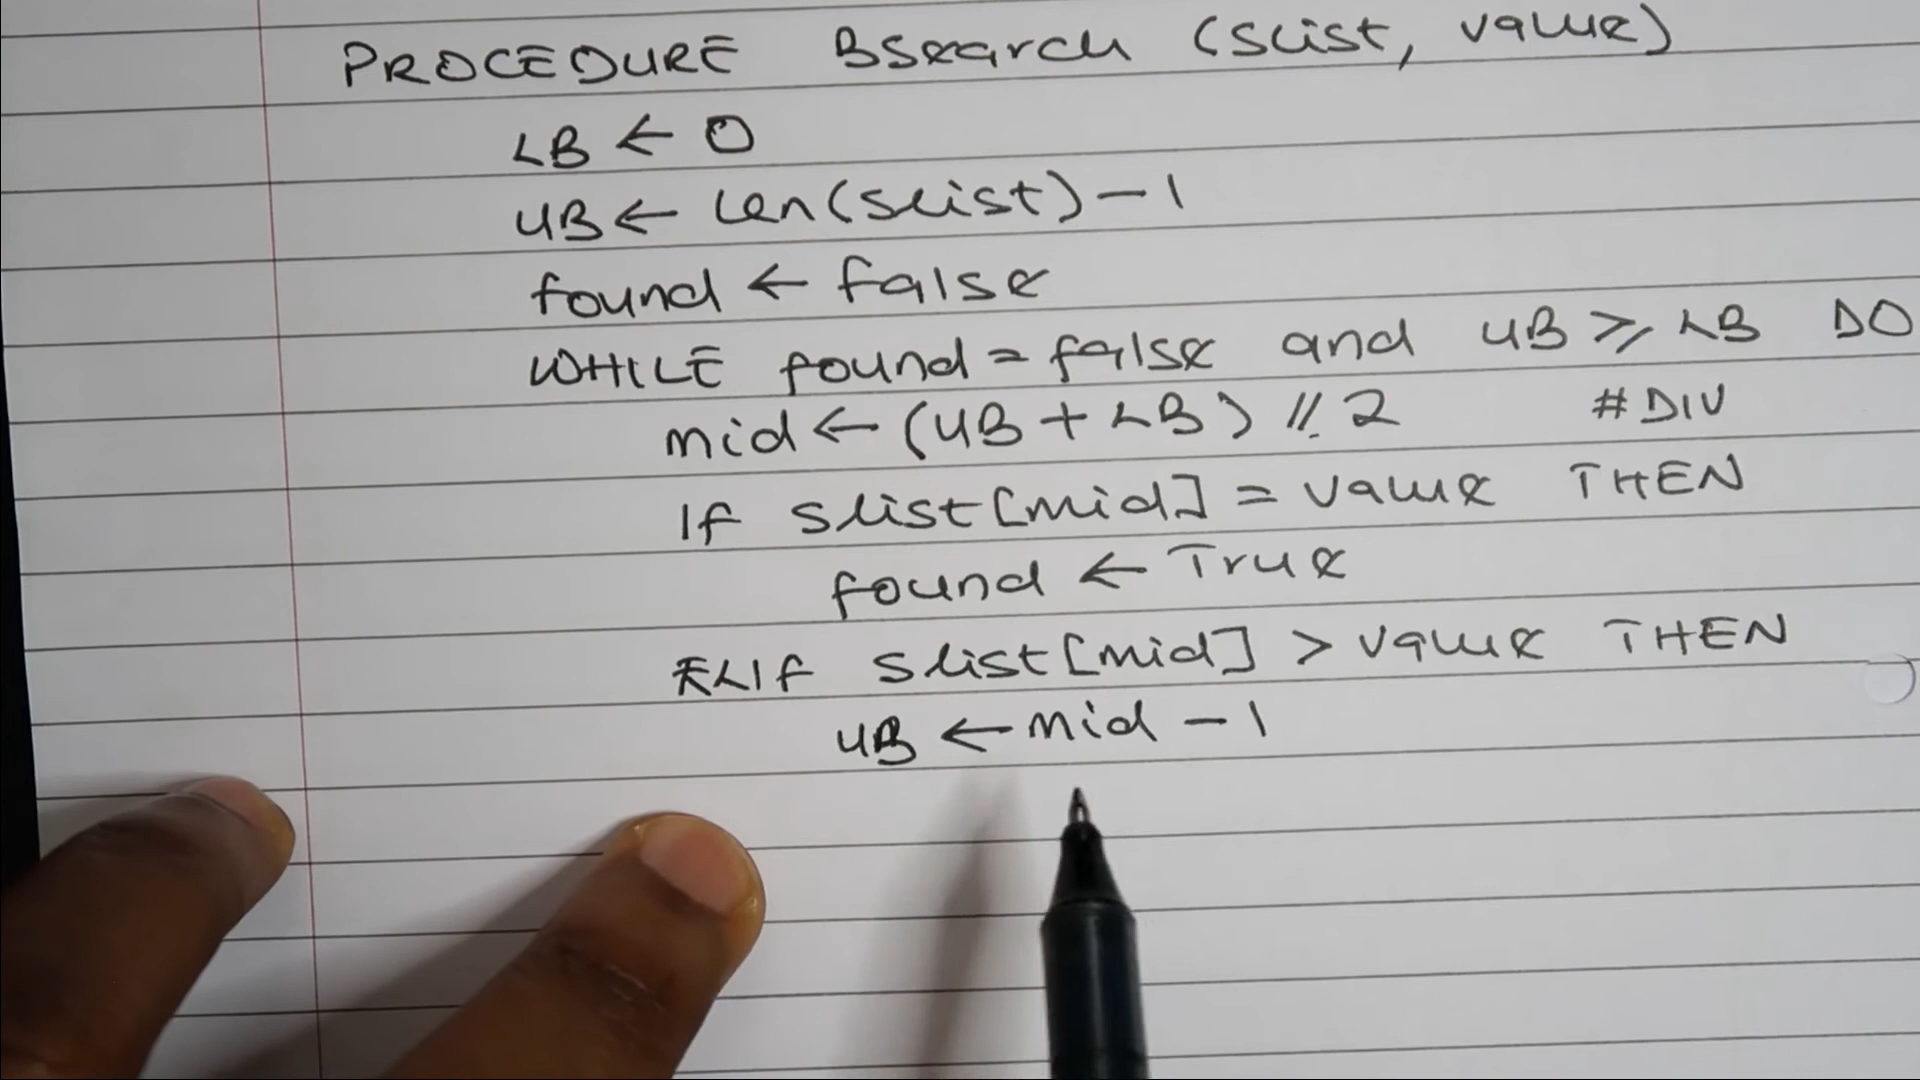 PROCEDURE Bsearch (slist, value)
LB ← 0
UB ← len(slist) - 1
found ← false
WHILE found = false and UB ≥ LB DO
mid ← (UB + LB) // 2 #DIV
If slist[mid] = value THEN
found ← True
ELIF slist[mid] > value THEN
UB ← mid - 1